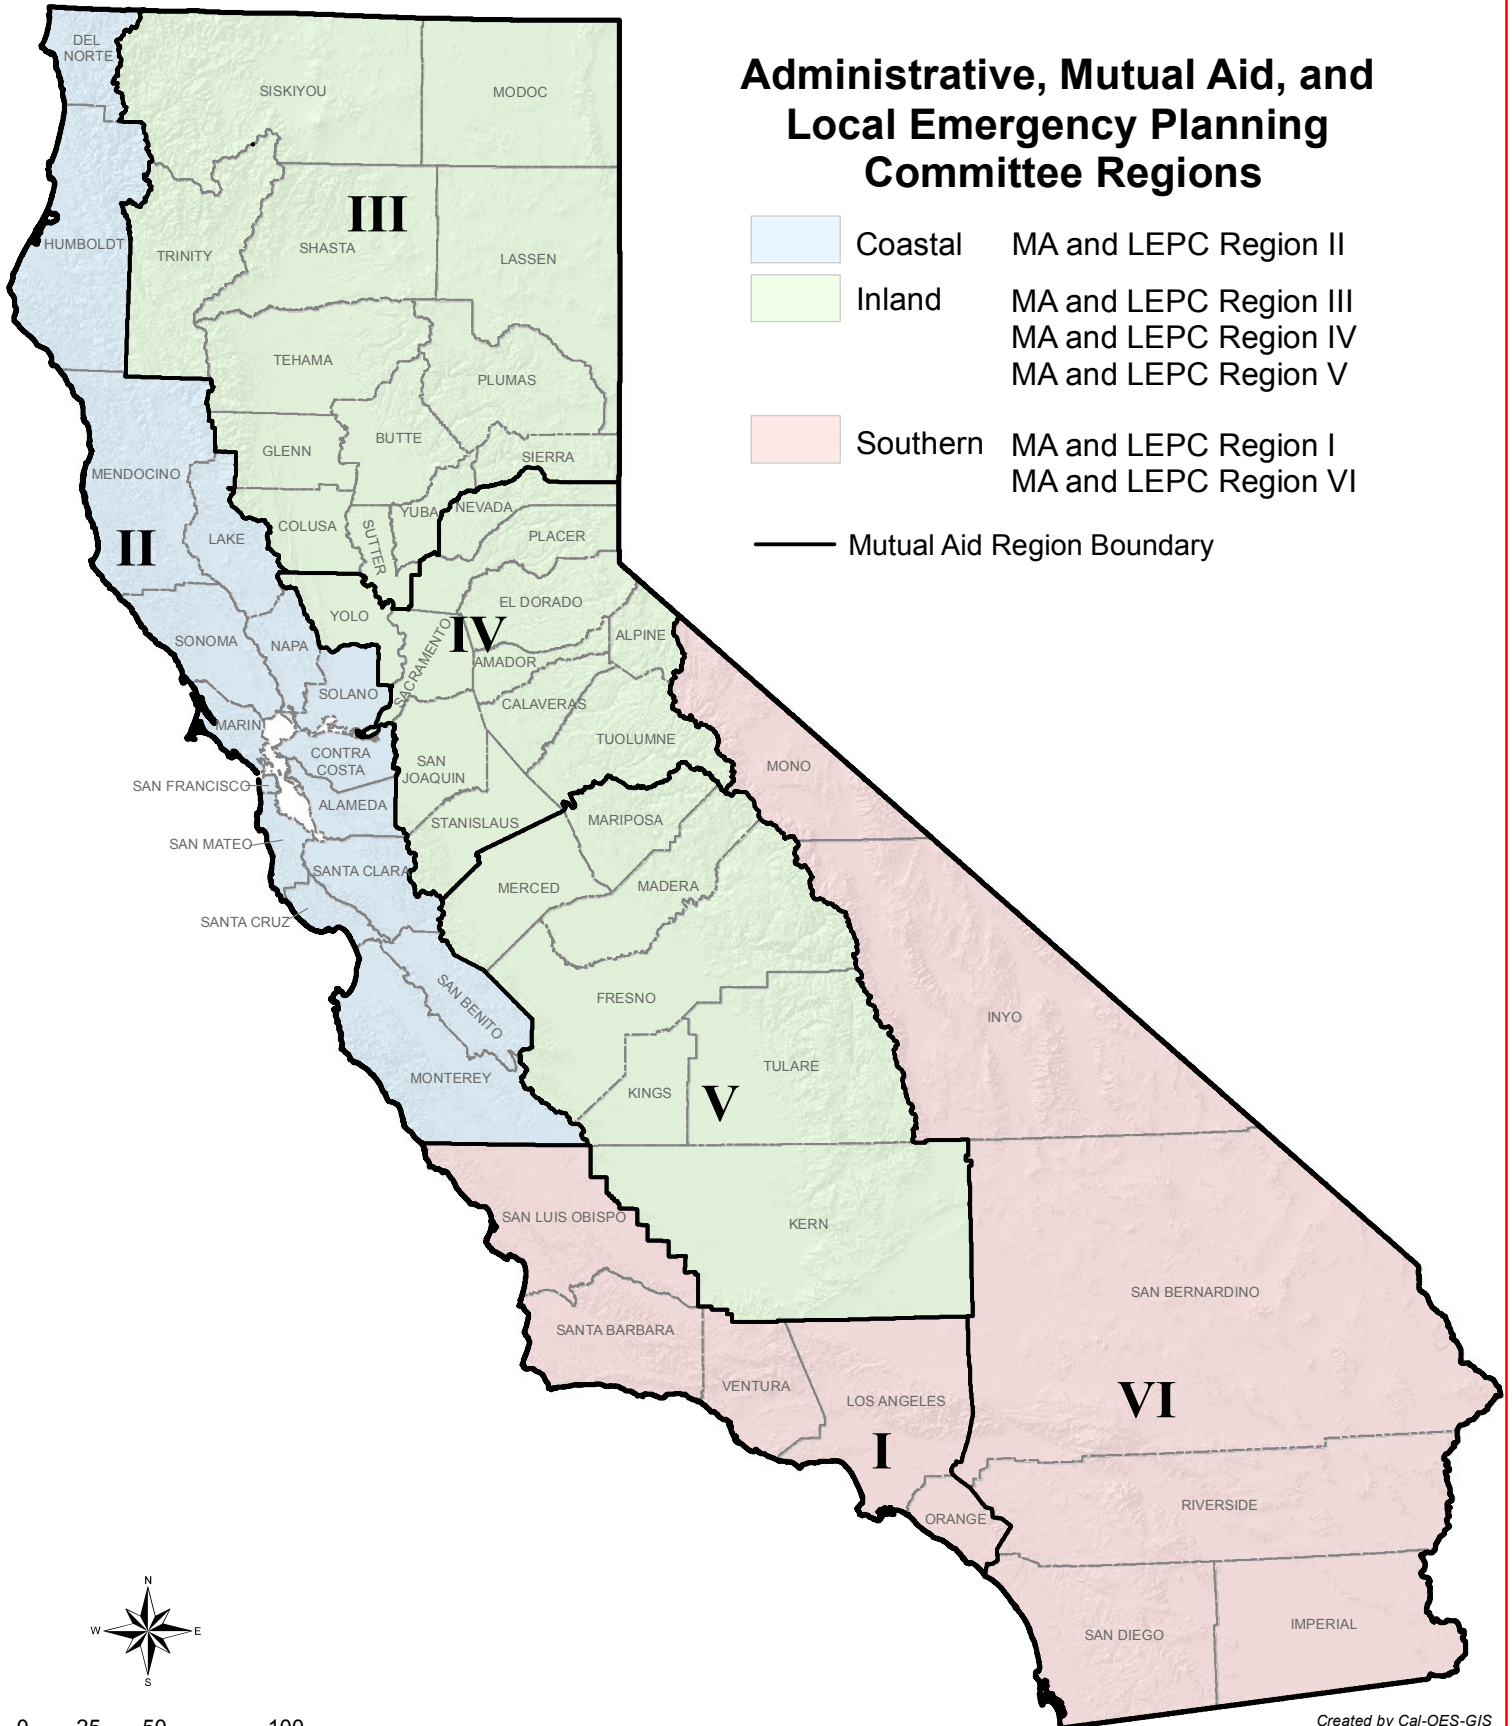 Administrative, Mutual Aid, and
Local Emergency Planning
Committee Regions
Coastal MA and LEPC Region II
Inland MA and LEPC Region III
MA and LEPC Region IV
MA and LEPC Region V
Southern MA and LEPC Region I
MA and LEPC Region VI
Mutual Aid Region Boundary
DEL
NORTE
SISKIYOU
MODOC
III
HUMBOLDT
TRINITY
SHASTA
LASSEN
TEHAMA
PLUMAS
BUTTE
GLENN
SIERRA
MENDOCINO
II
LAKE
COLUSA
SUTTER
YUBA
NEVADA
PLACER
YOLO
EL DORADO
SONOMA
NAPA
SACRAMENTO
IV
ALPINE
AMADOR
SOLANO
CALAVERAS
MARIN
TUOLUMNE
CONTRA
COSTA
SAN
JOAQUIN
MONO
SAN FRANCISCO
ALAMEDA
STANISLAUS
MARIPOSA
SAN MATEO
SANTA CLARA
MERCED
MADERA
SANTA CRUZ
SAN BENITO
FRESNO
INYO
MONTEREY
TULARE
KINGS
V
SAN LUIS OBISPO
KERN
SAN BERNARDINO
SANTA BARBARA
VENTURA
LOS ANGELES
VI
I
RIVERSIDE
ORANGE
SAN DIEGO
IMPERIAL
N
W E
S
0 25 50 100
Created by Cal-OES-GIS